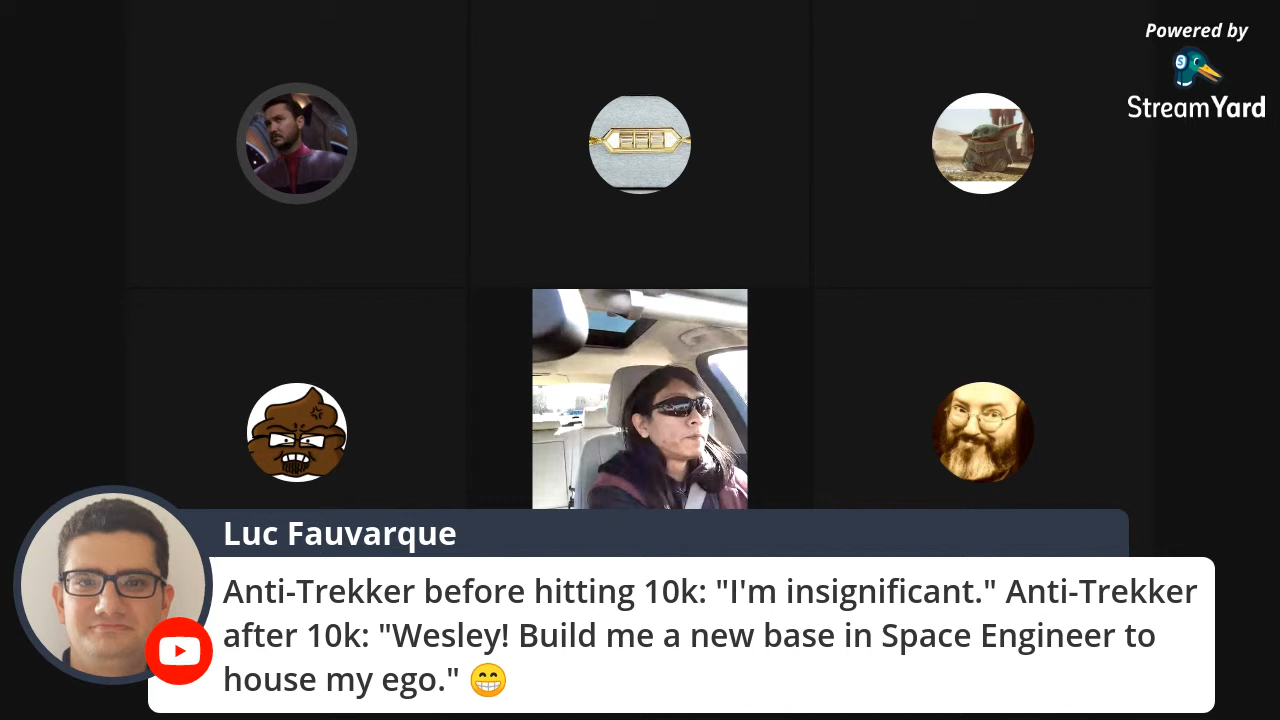 Powered by
StreamYard
Luc Fauvarque
Anti-Trekker before hitting 10k: "I'm insignificant." Anti-Trekker
after 10k: "Wesley! Build me a new base in Space Engineer to
house my ego." 😁